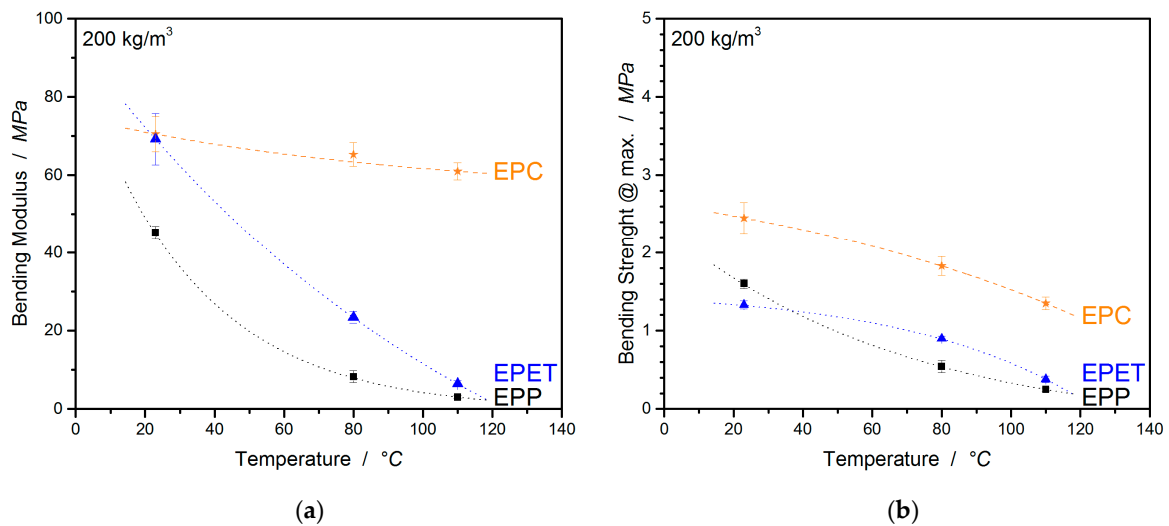 200 kg/m³
Bending Modulus / MPa
100
80
60
40
20
0
EPC
EPET
EPP
0 20 40 60 80 100 120 140
Temperature / °C
(a)
200 kg/m³
Bending Strenght @ max. / MPa
5
4
3
2
1
0
EPC
EPET
EPP
0 20 40 60 80 100 120 140
Temperature / °C
(b)